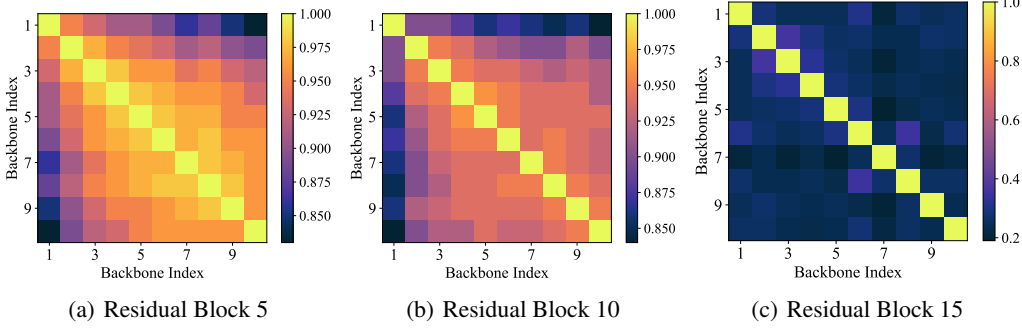 1.000
0.975
0.950
0.925
0.900
0.875
0.850
1
3
5
7
9
1 3 5 7 9
Backbone Index
Backbone Index
(a) Residual Block 5
1.000
0.975
0.950
0.925
0.900
0.875
0.850
1
3
5
7
9
1 3 5 7 9
Backbone Index
Backbone Index
(b) Residual Block 10
1.0
0.8
0.6
0.4
0.2
1
3
5
7
9
1 3 5 7 9
Backbone Index
Backbone Index
(c) Residual Block 15